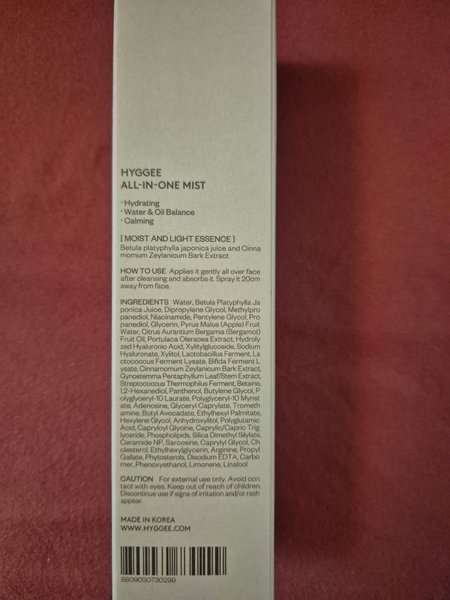 HYGGEE
ALL-IN-ONE MIST
· Hydrating
· Water & Oil Balance
· Calming
[ MOIST AND LIGHT ESSENCE ]
Betula platyphylla japonica juice and Cinna
momum Zeylanicum Bark Extract
HOW TO USE Applies it gently all over face
after cleansing and absorbs it. Spray it 20cm
away from face.
INGREDIENTS Water, Betula Platyphylla Ja
ponica Juice, Dipropylene Glycol, Methylpro
panediol, Niacinamide, Pentylene Glycol, Pro
panediol, Glycerin, Pyrus Malus (Apple) Fruit
Water, Citrus Aurantium Bergamia (Bergamot)
Fruit Oil, Portulaca Oleracea Extract, Hydroly
zed Hyaluronic Acid, Xylitylglucoside, Sodium
Hyaluronate, Xylitol, Lactobacillus Ferment, La
ctococcus Ferment Lysate, Bifida Ferment L
ysate, Cinnamomum Zeylanicum Bark Extract,
Gynostemma Pentaphyllum Leaf/Stem Extract,
Streptococcus Thermophilus Ferment, Betaine,
1,2-Hexanediol, Panthenol, Butylene Glycol, P
olyglyceryl-10 Laurate, Polyglyceryl-10 Myrist
ate, Adenosine, Glyceryl Caprylate, Trometh
amine, Butyl Avocadate, Ethylhexyl Palmitate,
Hexylene Glycol, Anhydroxylitol, Polyglutamic
Acid, Capryloyl Glycine, Caprylic/Capric Trig
lyceride, Phospholipids, Silica Dimethyl Silylate,
Ceramide NP, Sarcosine, Caprylyl Glycol, Ch
olesterol, Ethylhexylglycerin, Arginine, Propyl
Gallate, Phytosterols, Disodium EDTA, Carbo
mer, Phenoxyethanol, Limonene, Linalool
CAUTION For external use only. Avoid con
tact with eyes. Keep out of reach of children.
Discontinue use if signs of irritation and/or rash
appear.
MADE IN KOREA
WWW.HYGGEE.COM
8809030730299